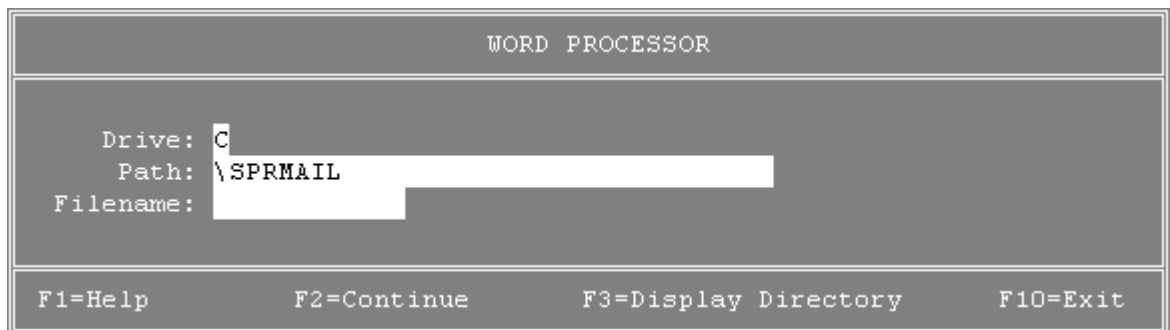 WORD PROCESSOR
Drive: C
Path: \SPRMAIL
Filename:
F1=Help F2=Continue F3=Display Directory F10=Exit